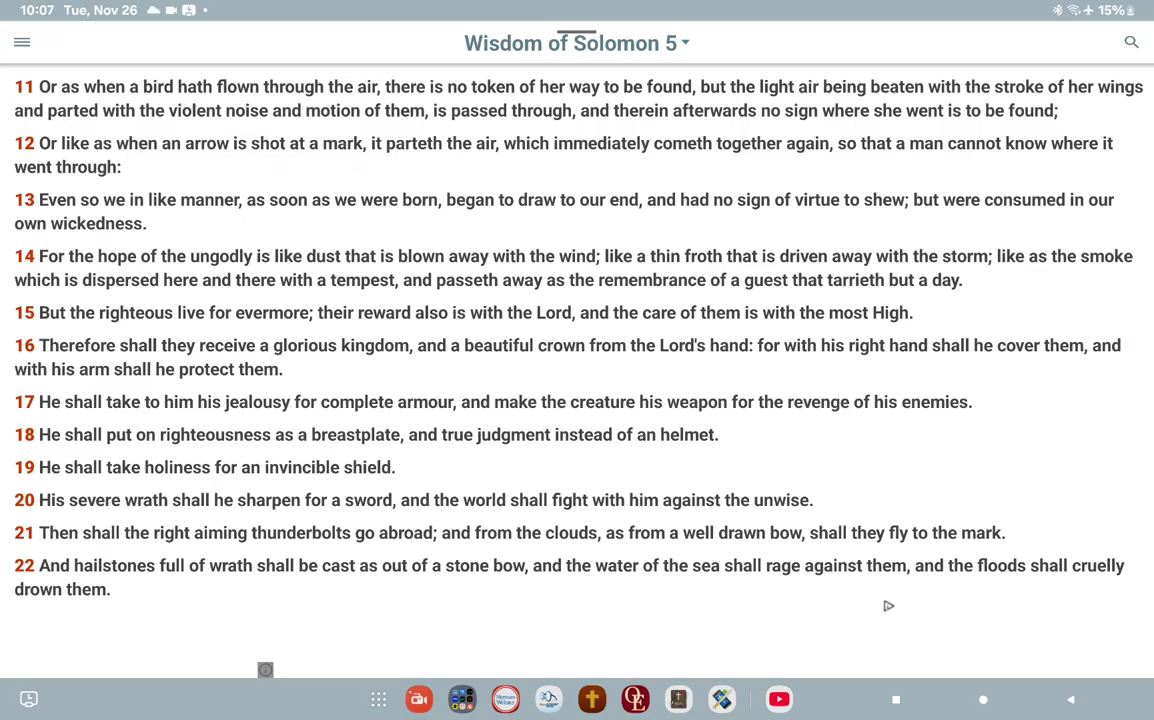 10:07 Tue, Nov 26
15%
Wisdom of Solomon 5
11 Or as when a bird hath flown through the air, there is no token of her way to be found, but the light air being beaten with the stroke of her wings
and parted with the violent noise and motion of them, is passed through, and therein afterwards no sign where she went is to be found;
12 Or like as when an arrow is shot at a mark, it parteth the air, which immediately cometh together again, so that a man cannot know where it
went through:
13 Even so we in like manner, as soon as we were born, began to draw to our end, and had no sign of virtue to shew; but were consumed in our
own wickedness.
14 For the hope of the ungodly is like dust that is blown away with the wind; like a thin froth that is driven away with the storm; like as the smoke
which is dispersed here and there with a tempest, and passeth away as the remembrance of a guest that tarrieth but a day.
15 But the righteous live for evermore; their reward also is with the Lord, and the care of them is with the most High.
16 Therefore shall they receive a glorious kingdom, and a beautiful crown from the Lord's hand: for with his right hand shall he cover them, and
with his arm shall he protect them.
17 He shall take to him his jealousy for complete armour, and make the creature his weapon for the revenge of his enemies.
18 He shall put on righteousness as a breastplate, and true judgment instead of an helmet.
19 He shall take holiness for an invincible shield.
20 His severe wrath shall he sharpen for a sword, and the world shall fight with him against the unwise.
21 Then shall the right aiming thunderbolts go abroad; and from the clouds, as from a well drawn bow, shall they fly to the mark.
22 And hailstones full of wrath shall be cast as out of a stone bow, and the water of the sea shall rage against them, and the floods shall cruelly
drown them.
Merriam
Webster
OE